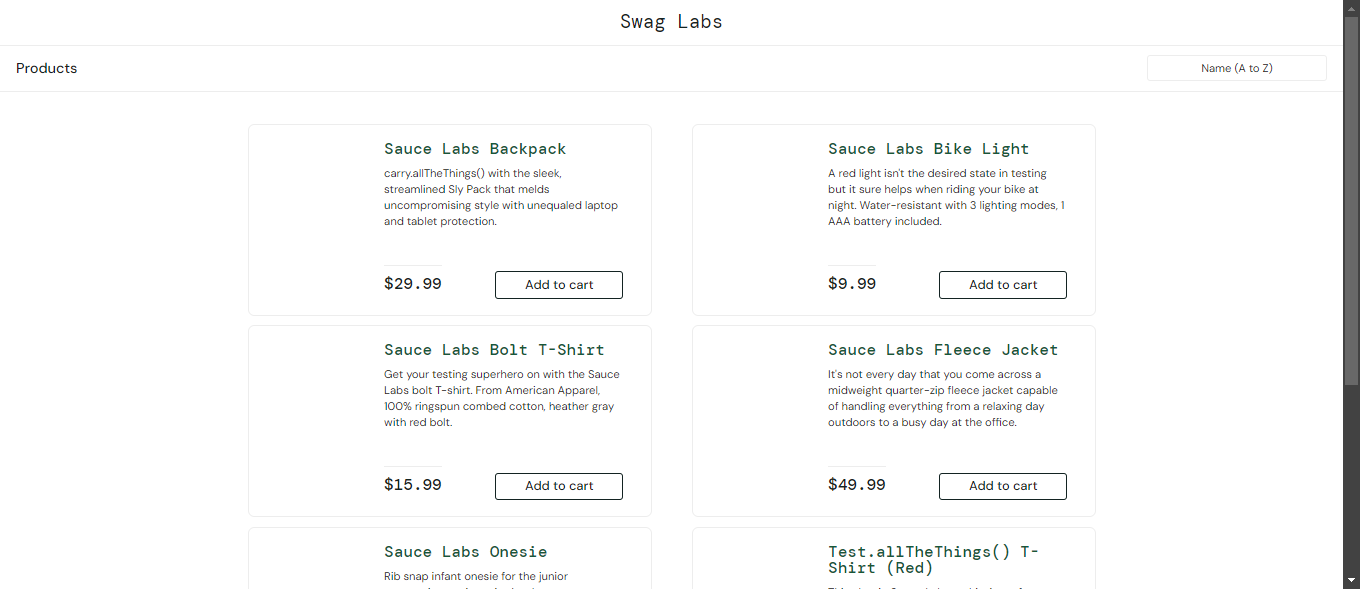 Swag Labs
Products
Name (A to Z)
Sauce Labs Backpack
carry.allTheThings() with the sleek,
streamlined Sly Pack that melds
uncompromising style with unequaled laptop
and tablet protection.
$29.99
Add to cart
Sauce Labs Bike Light
A red light isn't the desired state in testing
but it sure helps when riding your bike at
night. Water-resistant with 3 lighting modes, 1
AAA battery included.
$9.99
Add to cart
Sauce Labs Bolt T-Shirt
Get your testing superhero on with the Sauce
Labs bolt T-shirt. From American Apparel,
100% ringspun combed cotton, heather gray
with red bolt.
$15.99
Add to cart
Sauce Labs Fleece Jacket
It's not every day that you come across a
midweight quarter-zip fleece jacket capable
of handling everything from a relaxing day
outdoors to a busy day at the office.
$49.99
Add to cart
Sauce Labs Onesie
Rib snap infant onesie for the junior
Test.allTheThings() T-
Shirt (Red)